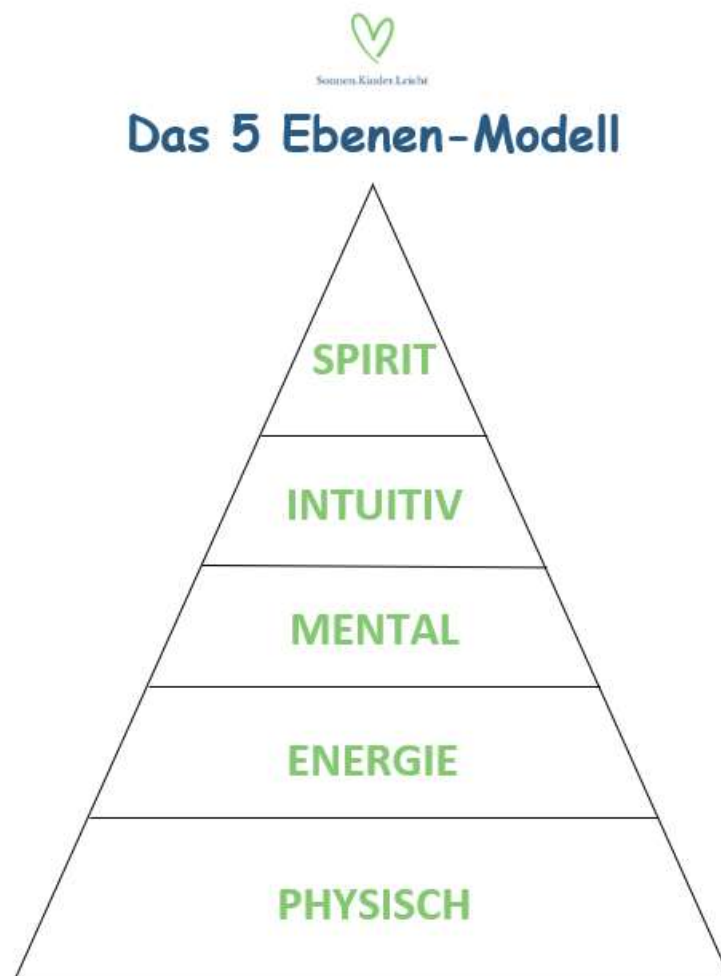 Sonnen.Kinder.Leicht
Das 5 Ebenen-Modell
SPIRIT
INTUITIV
MENTAL
ENERGIE
PHYSISCH